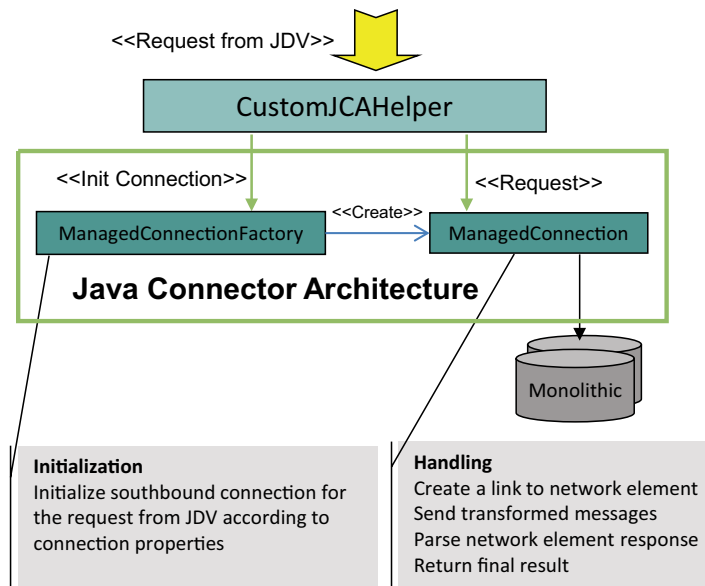 <<Request from JDV>>
CustomJCAHelper
<<Init Connection>>
<<Request>>
<<Create>>
ManagedConnectionFactory
ManagedConnection
Java Connector Architecture
Monolithic
Initialization
Initialize southbound connection for
the request from JDV according to
connection properties
Handling
Create a link to network element
Send transformed messages
Parse network element response
Return final result